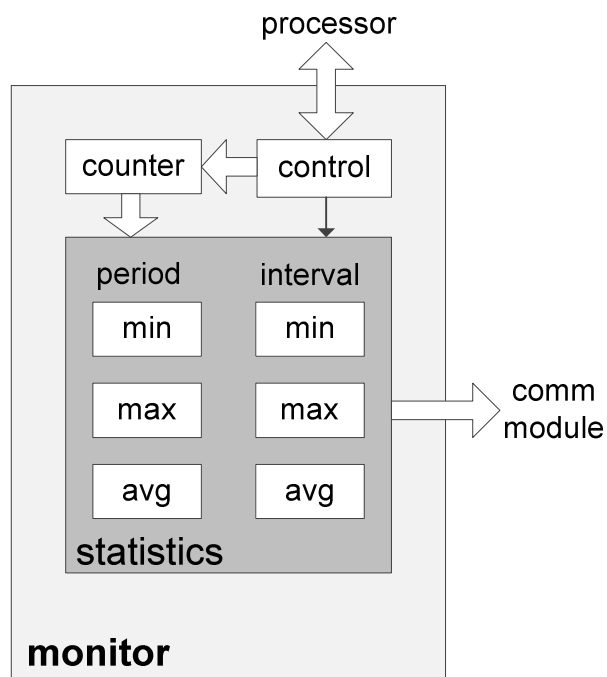 processor
counter
control
period
interval
min
min
max
max
avg
avg
statistics
comm
module
monitor